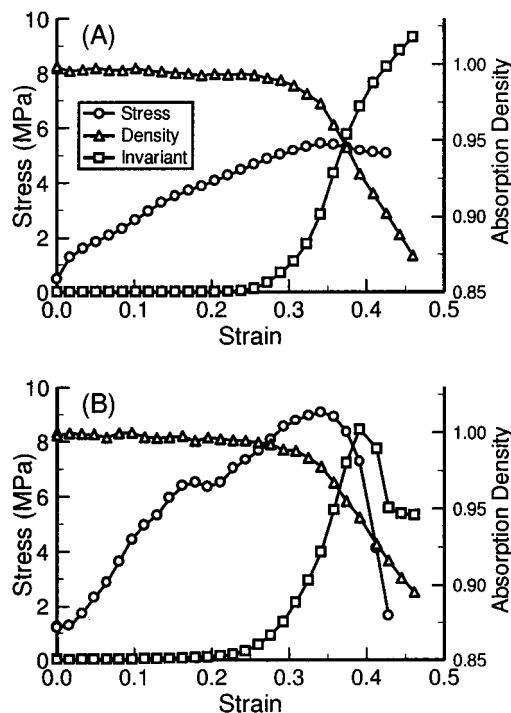 (A)
10
8
6
4
2
0
Stress (MPa)
Stress
Density
Invariant
1.00
0.95
0.90
0.85
Absorption Density
0.0 0.1 0.2 0.3 0.4 0.5
Strain
(B)
10
8
6
4
2
0
Stress (MPa)
1.00
0.95
0.90
0.85
Absorption Density
0.0 0.1 0.2 0.3 0.4 0.5
Strain